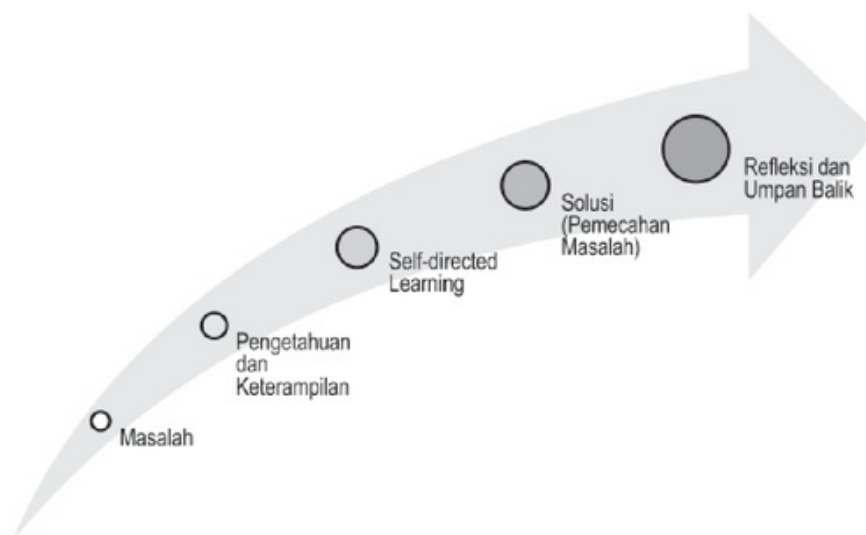 Masalah
Pengetahuan
dan
Keterampilan
Self-directed
Learning
Solusi
(Pemecahan
Masalah)
Refleksi dan
Umpan Balik